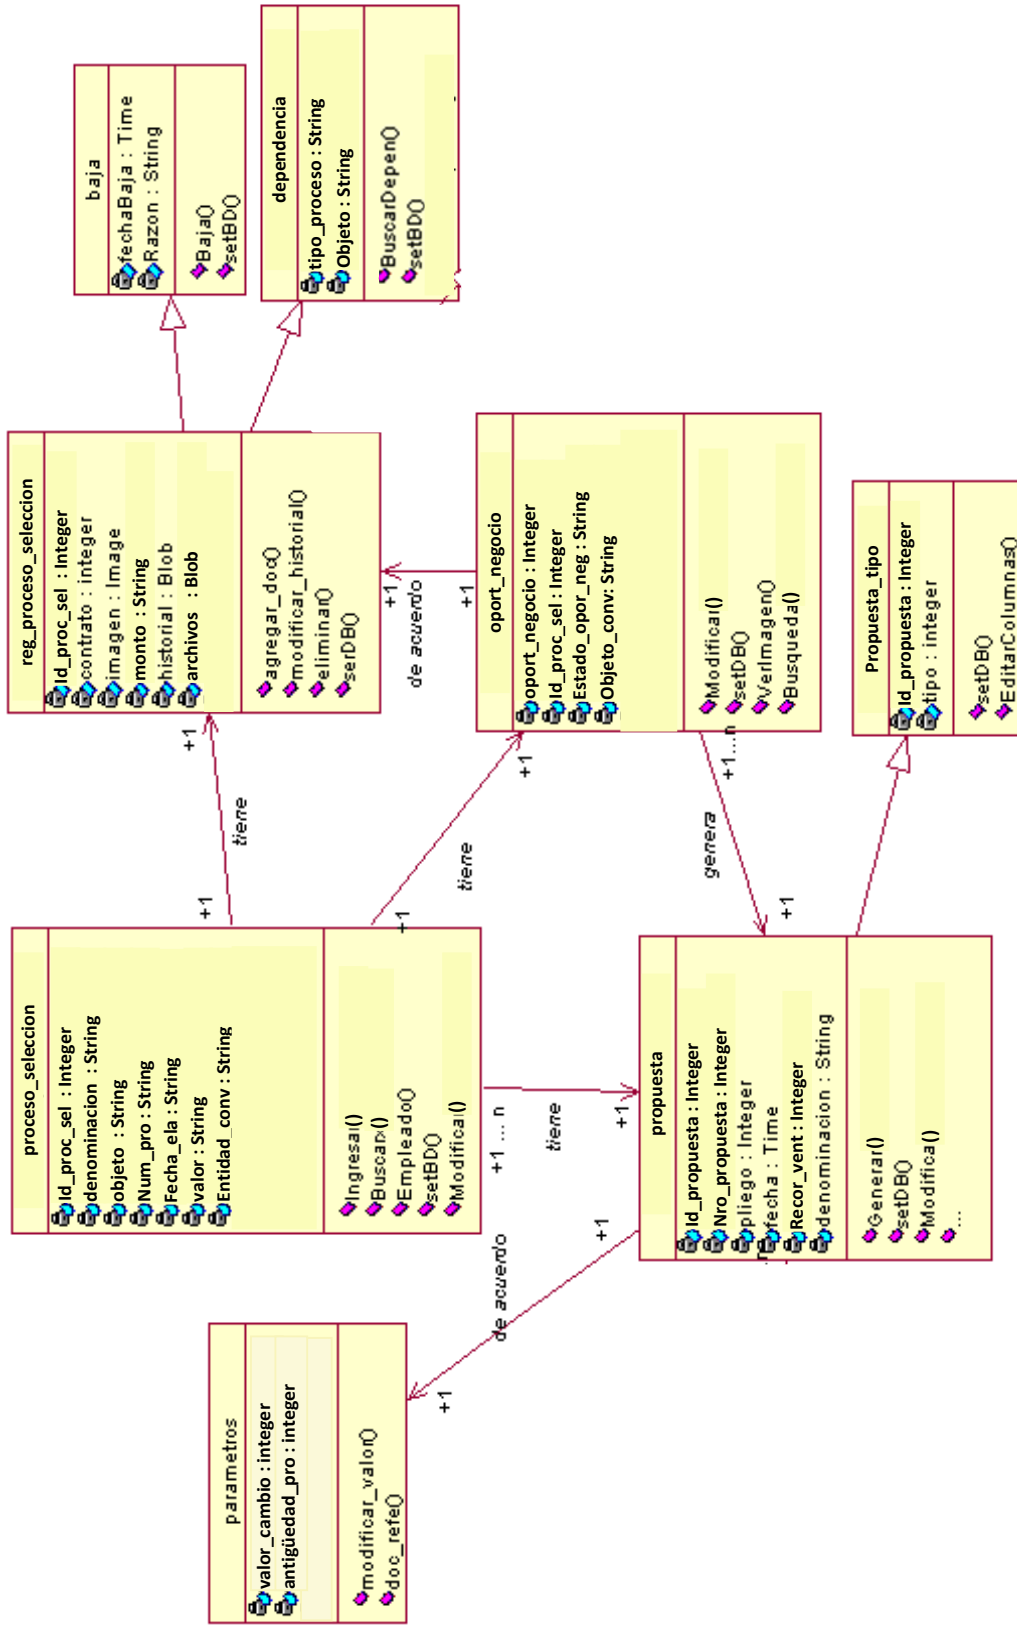 parametros
valor_cambio : integer
antigüedad_pro : integer
modificar_valor()
doc_refe()
proceso_seleccion
Id_proc_sel : Integer
denominacion : String
objeto : String
Num_pro : String
Fecha_ela : String
valor : String
Entidad_conv : String
Ingresar()
Buscar()
Empleado()
setBD()
Modificar()
reg_proceso_seleccion
Id_proc_sel : Integer
contrato : integer
imagen : Image
monto : String
historial : Blob
archivos : Blob
agregar_doc()
modificar_historial()
eliminar()
serDB()
baja
fechaBaja : Time
Razon : String
Baja()
setBD()
dependencia
tipo_proceso : String
Objeto : String
BuscarDepen()
setBD()
oport_negocio
oport_negocio : Integer
Id_proc_sel : Integer
Estado_opor_neg : String
Objeto_conv: String
Modificar()
setDB()
VerImagen()
Busqueda()
propuesta
Id_propuesta : Integer
Nro_propuesta : Integer
pliego : Integer
fecha : Time
Recor_vent : Integer
denominacion : String
Generar()
setDB()
Modifica()
...
Propuesta_tipo
Id_propuesta : Integer
tipo : integer
setDB()
EditarColumnas()
+1
tiene
+1
+1
tiene
+1
+1
de acuerdo
+1
+1 ... n
tiene
+1
+1
de acuerdo
+1
+1...n
genera
+1